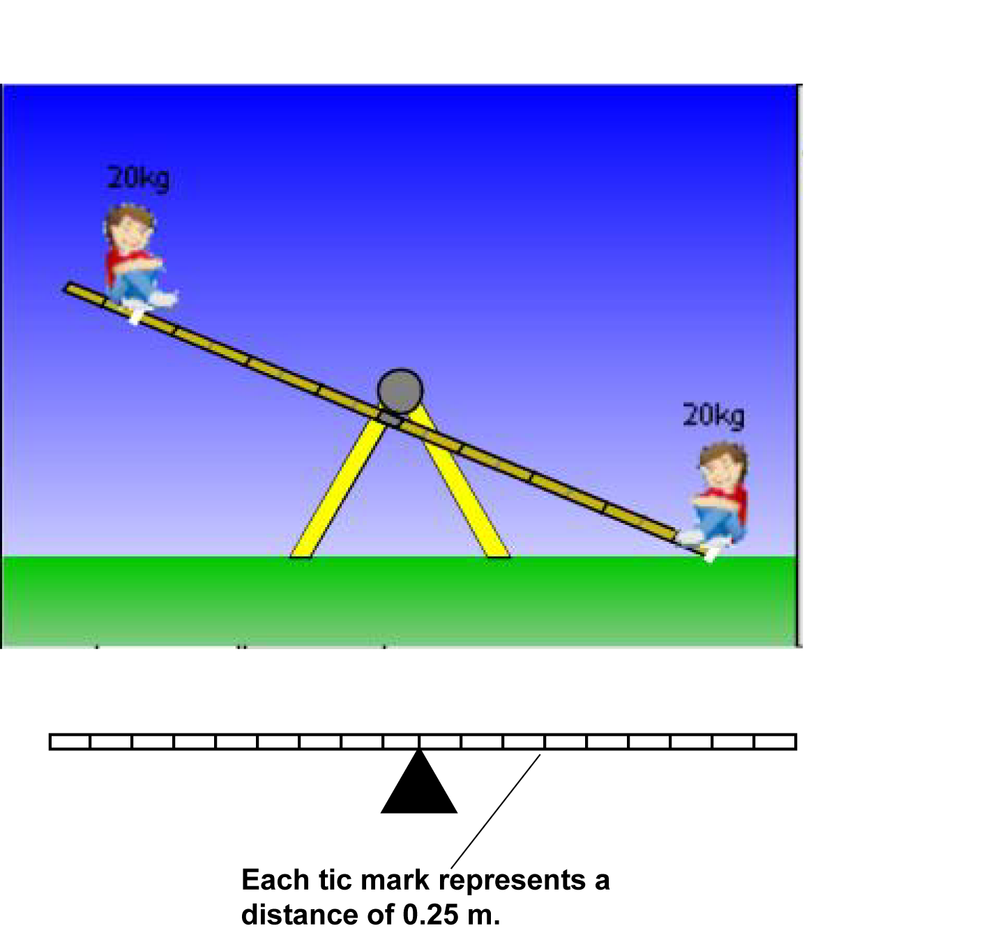 20kg
20kg
Each tic mark represents a
distance of 0.25 m.